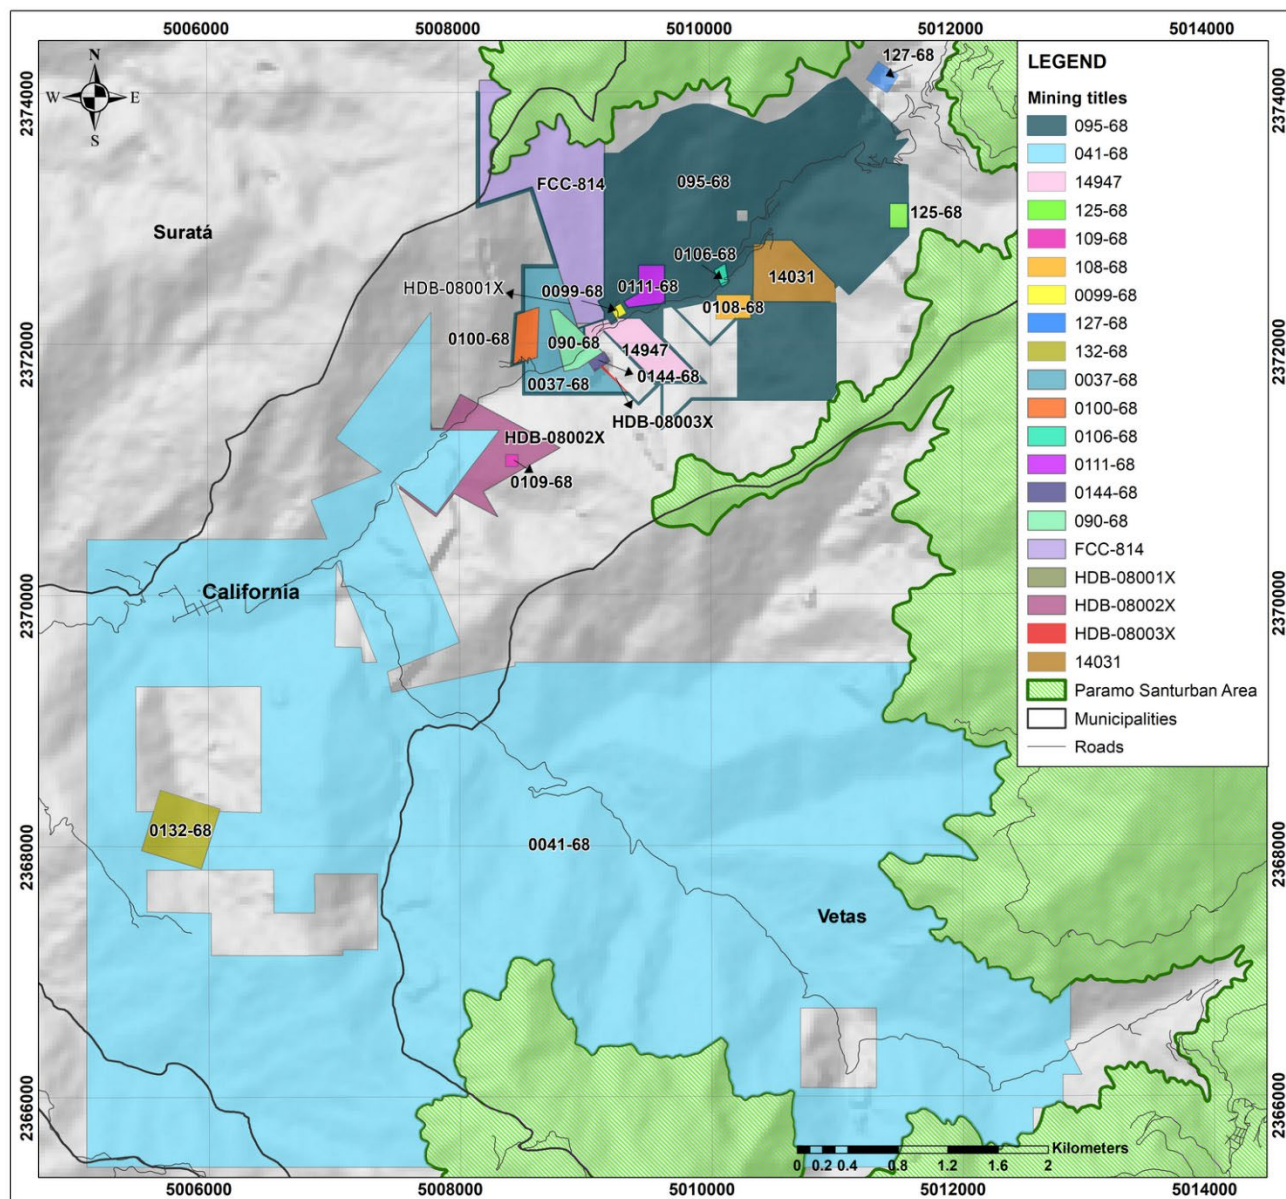 5006000
5008000
5010000
5012000
5014000
N
W
E
S
2374000
2374000
127-68
FCC-814
095-68
125-68
Suratá
0106-68
14031
HDB-08001X
0099-68
0111-68
0108-68
2372000
2372000
0100-68
090-68
14947
0144-68
0037-68
HDB-08003X
HDB-08002X
0109-68
2370000
2370000
California
2368000
2368000
0132-68
0041-68
Vetas
2366000
2366000
Kilometers
0 0.2 0.4 0.8 1.2 1.6 2
5006000
5008000
5010000
5012000
5014000
LEGEND
Mining titles
095-68
041-68
14947
125-68
109-68
108-68
0099-68
127-68
132-68
0037-68
0100-68
0106-68
0111-68
0144-68
090-68
FCC-814
HDB-08001X
HDB-08002X
HDB-08003X
14031
Paramo Santurban Area
Municipalities
Roads